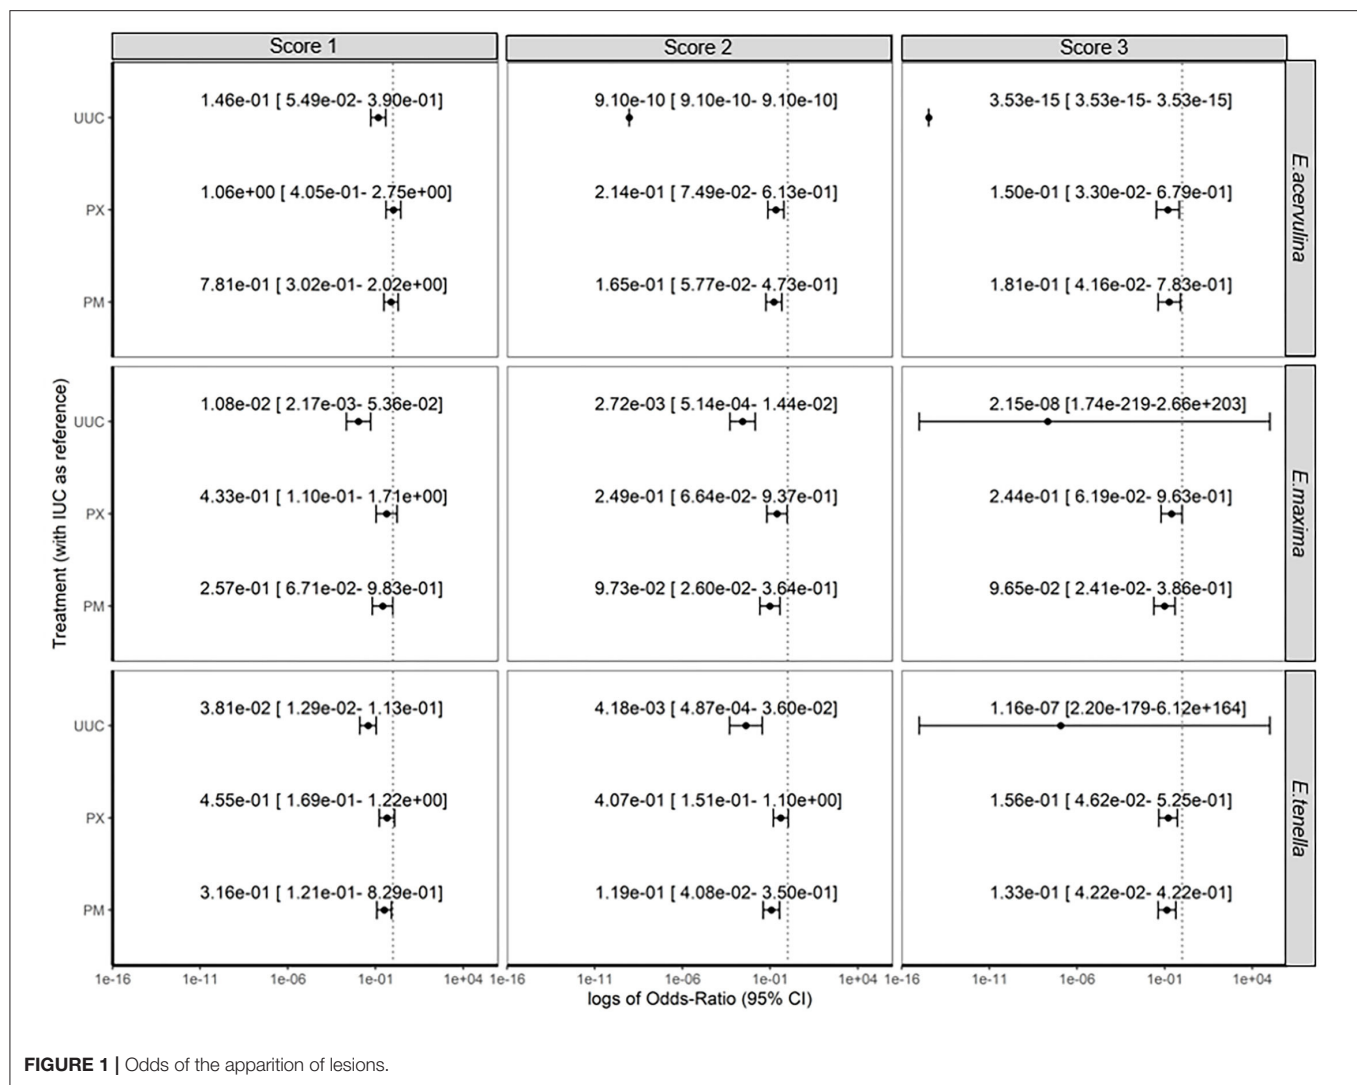 Score 1
Score 2
Score 3
UUC
1.46e-01 [ 5.49e-02- 3.90e-01]
9.10e-10 [ 9.10e-10- 9.10e-10]
3.53e-15 [ 3.53e-15- 3.53e-15]
PX
1.06e+00 [ 4.05e-01- 2.75e+00]
2.14e-01 [ 7.49e-02- 6.13e-01]
1.50e-01 [ 3.30e-02- 6.79e-01]
PM
7.81e-01 [ 3.02e-01- 2.02e+00]
1.65e-01 [ 5.77e-02- 4.73e-01]
1.81e-01 [ 4.16e-02- 7.83e-01]
E.acervulina
Treatment (with IUC as reference)
UUC
1.08e-02 [ 2.17e-03- 5.36e-02]
2.72e-03 [ 5.14e-04- 1.44e-02]
2.15e-08 [1.74e-219-2.66e+203]
PX
4.33e-01 [ 1.10e-01- 1.71e+00]
2.49e-01 [ 6.64e-02- 9.37e-01]
2.44e-01 [ 6.19e-02- 9.63e-01]
PM
2.57e-01 [ 6.71e-02- 9.83e-01]
9.73e-02 [ 2.60e-02- 3.64e-01]
9.65e-02 [ 2.41e-02- 3.86e-01]
E.maxima
UUC
3.81e-02 [ 1.29e-02- 1.13e-01]
4.18e-03 [ 4.87e-04- 3.60e-02]
1.16e-07 [2.20e-179-6.12e+164]
PX
4.55e-01 [ 1.69e-01- 1.22e+00]
4.07e-01 [ 1.51e-01- 1.10e+00]
1.56e-01 [ 4.62e-02- 5.25e-01]
PM
3.16e-01 [ 1.21e-01- 8.29e-01]
1.19e-01 [ 4.08e-02- 3.50e-01]
1.33e-01 [ 4.22e-02- 4.22e-01]
E.tenella
1e-16 1e-11 1e-06 1e-01 1e+04 1e-16 1e-11 1e-06 1e-01 1e+04 1e-16 1e-11 1e-06 1e-01 1e+04
logs of Odds-Ratio (95% CI)
FIGURE 1 | Odds of the apparition of lesions.